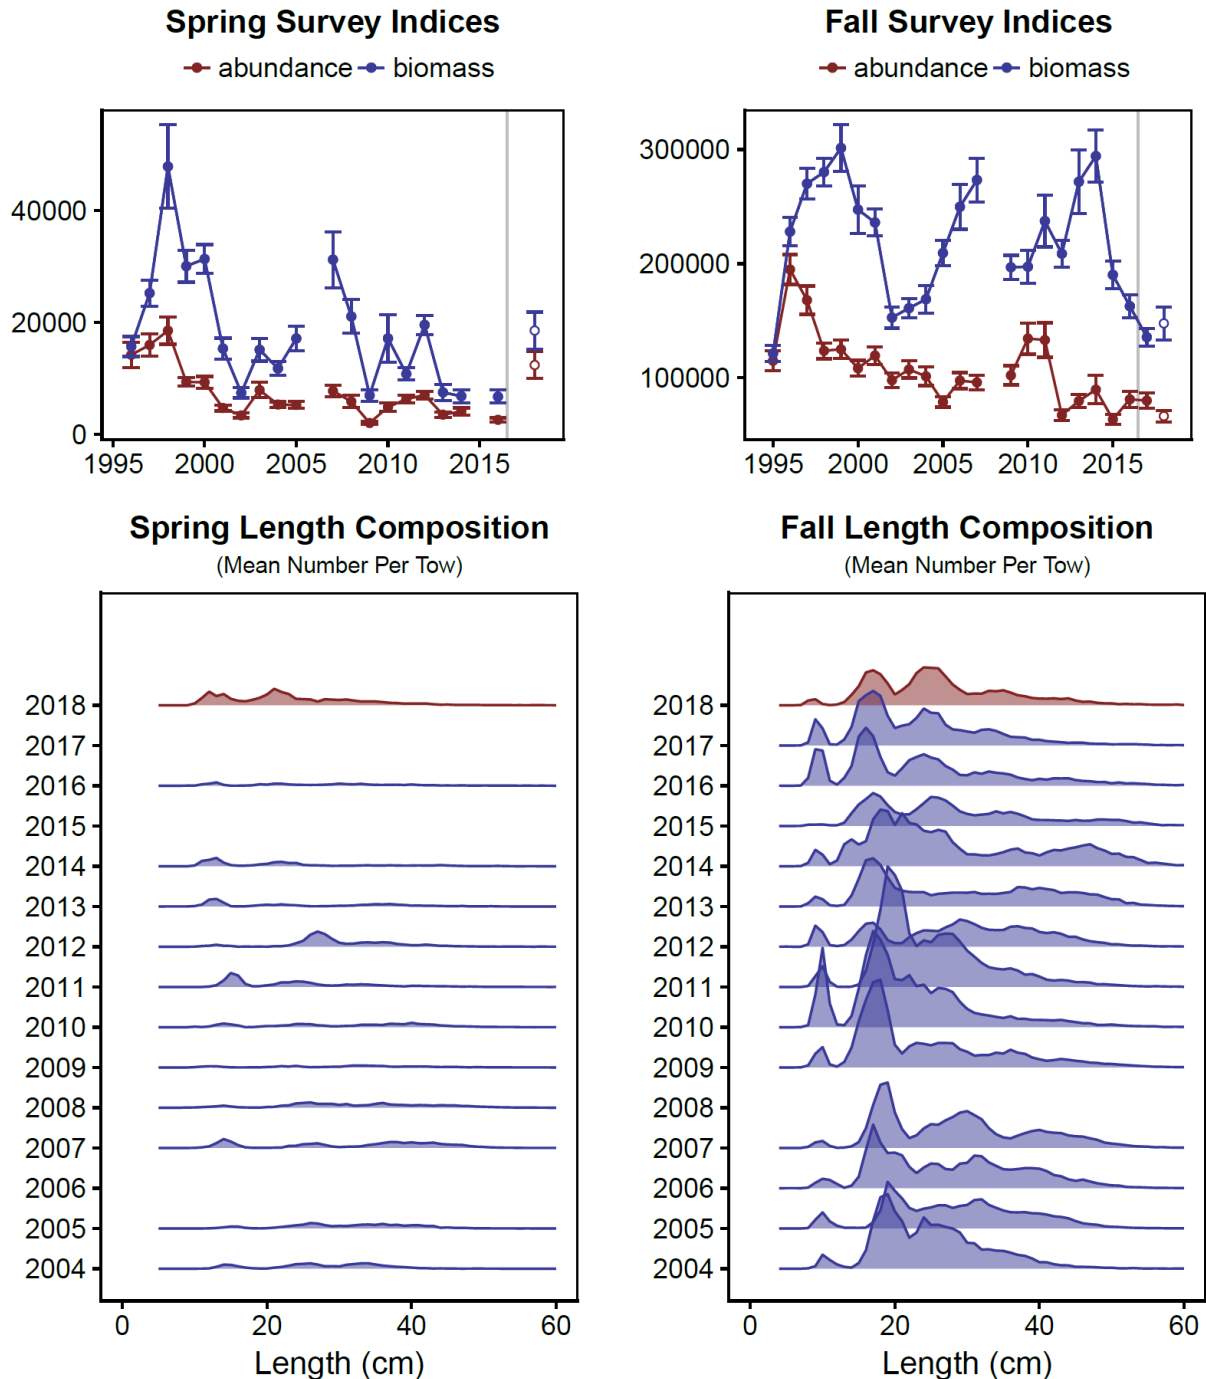 Spring Survey Indices
abundance biomass
40000
20000
0
1995 2000 2005 2010 2015
Fall Survey Indices
abundance biomass
300000
200000
100000
1995 2000 2005 2010 2015
Spring Length Composition
(Mean Number Per Tow)
2018
2017
2016
2015
2014
2013
2012
2011
2010
2009
2008
2007
2006
2005
2004
0 20 40 60
Length (cm)
Fall Length Composition
(Mean Number Per Tow)
2018
2017
2016
2015
2014
2013
2012
2011
2010
2009
2008
2007
2006
2005
2004
0 20 40 60
Length (cm)